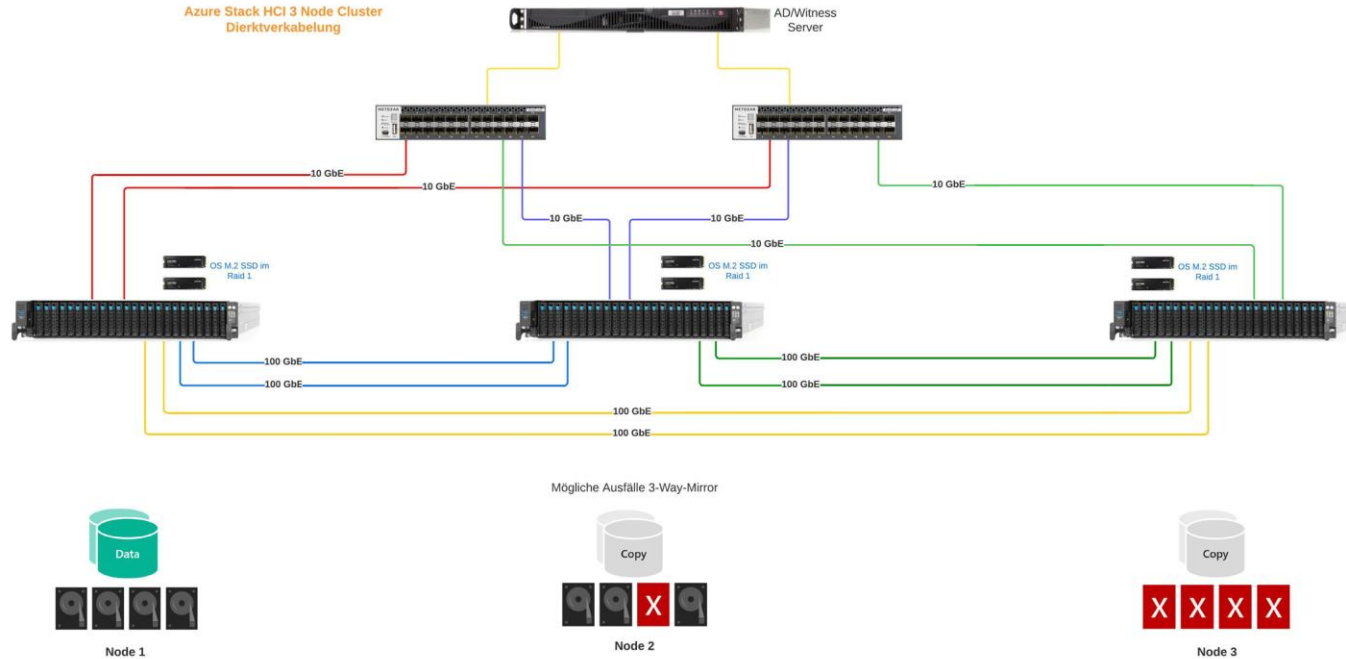 Azure Stack HCI 3 Node Cluster
Dierktverkabelung
AD/Witness
Server
NETGEAR
NETGEAR
10 GbE
10 GbE
10 GbE
10 GbE
10 GbE
10 GbE
OS M.2 SSD im
Raid 1
OS M.2 SSD im
Raid 1
OS M.2 SSD im
Raid 1
100 GbE
100 GbE
100 GbE
100 GbE
100 GbE
100 GbE
Mögliche Ausfälle 3-Way-Mirror
Data
Copy
Copy
X
X X X X
Node 1
Node 2
Node 3